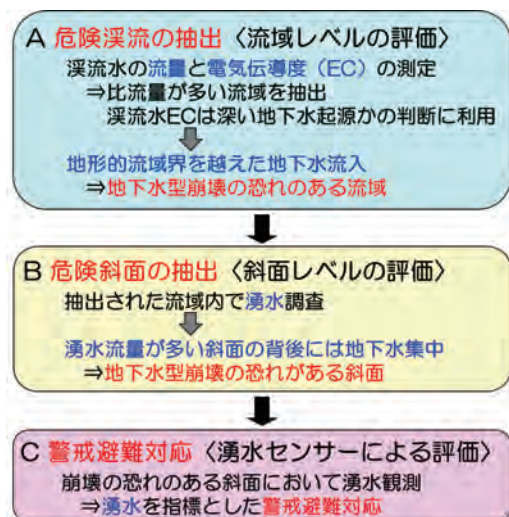 A 危険渓流の抽出〈流域レベルの評価〉
渓流水の流量と電気伝導度（EC）の測定
⇒比流量が多い流域を抽出
渓流水ECは深い地下水起源かの判断に利用
地形的流域界を越えた地下水流入
⇒地下水型崩壊の恐れのある流域
B 危険斜面の抽出〈斜面レベルの評価〉
抽出された流域内で湧水調査
湧水流量が多い斜面の背後には地下水集中
⇒地下水型崩壊の恐れがある斜面
C 警戒避難対応〈湧水センサーによる評価〉
崩壊の恐れのある斜面において湧水観測
⇒湧水を指標とした警戒避難対応